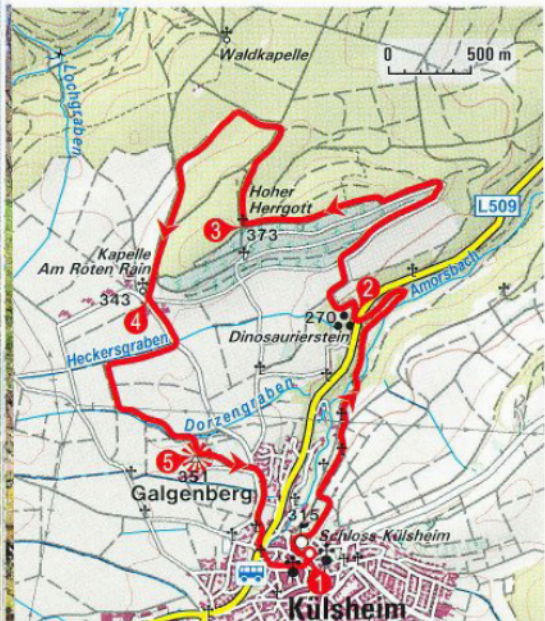 Waldkapelle
0 500 m
Lochgraben
Hoher
Herrgott
L509
3
373
Kapelle
Am Roten Rain
343
2
Amorsbach
4
270
Dinosaurierstein
Heckersgraben
Dorzengraben
5
351
Galgenberg
315
Schloss Külsheim
1
Külsheim